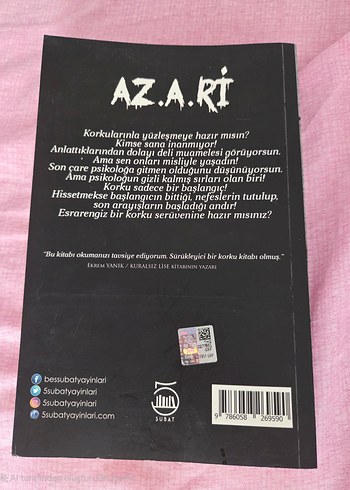 AZ.A.Rİ
Korkularınla yüzleşmeye hazır mısın?
Kimse sana inanmıyor!
Anlattıklarından dolayı deli muamelesi görüyorsun.
Ama sen onları misliyle yaşadın!
Son çare psikoloğa gitmen olduğunu düşünüyorsun.
Ama psikoloğun gizli kalmış sırları olan biri!
Korku sadece bir başlangıç!
Hissetmekse başlangıcın bittiği, nefeslerin tutulup,
son arayışların başladığı andır!
Esrarengiz bir korku serüvenine hazır mısınız?
"Bu kitabı okumanızı tavsiye ediyorum. Sürükleyici bir korku kitabı olmuş."
EKREM YANIK / KURALSIZ LİSE KİTABININ YAZARI
bessubatyayinlari
5subatyayinlari
5subatyayinlari
5subatyayinlari.com
5 ŞUBAT
9 786058 269590